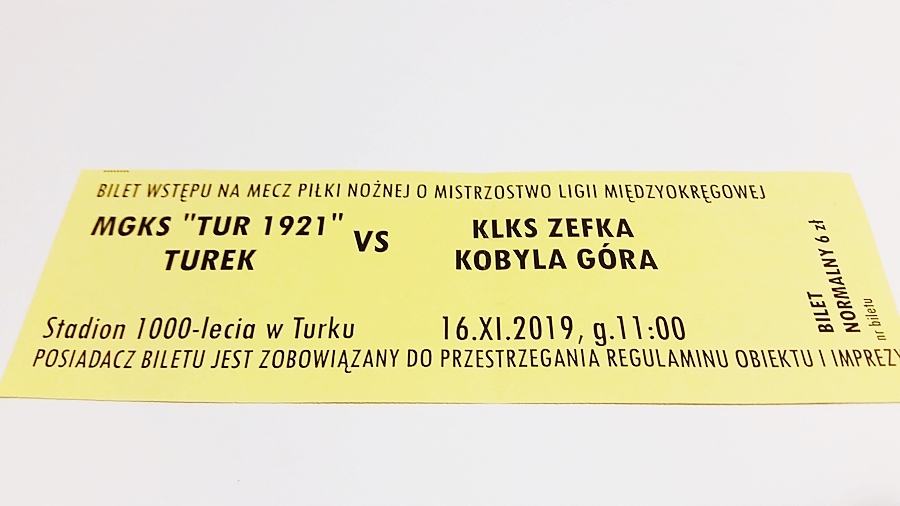 BILET WSTĘPU NA MECZ PIŁKI NOŻNEJ O MISTRZOSTWO LIGII MIĘDZYOKRĘGOWEJ
MGKS "TUR 1921"
TUREK
VS
KLKS ZEFKA
KOBYLA GÓRA
Stadion 1000-lecia w Turku
16.XI.2019, g.11:00
POSIADACZ BILETU JEST ZOBOWIĄZANY DO PRZESTRZEGANIA REGULAMINU OBIEKTU I IMPREZY
BILET
NORMALNY 6 zł
nr biletu